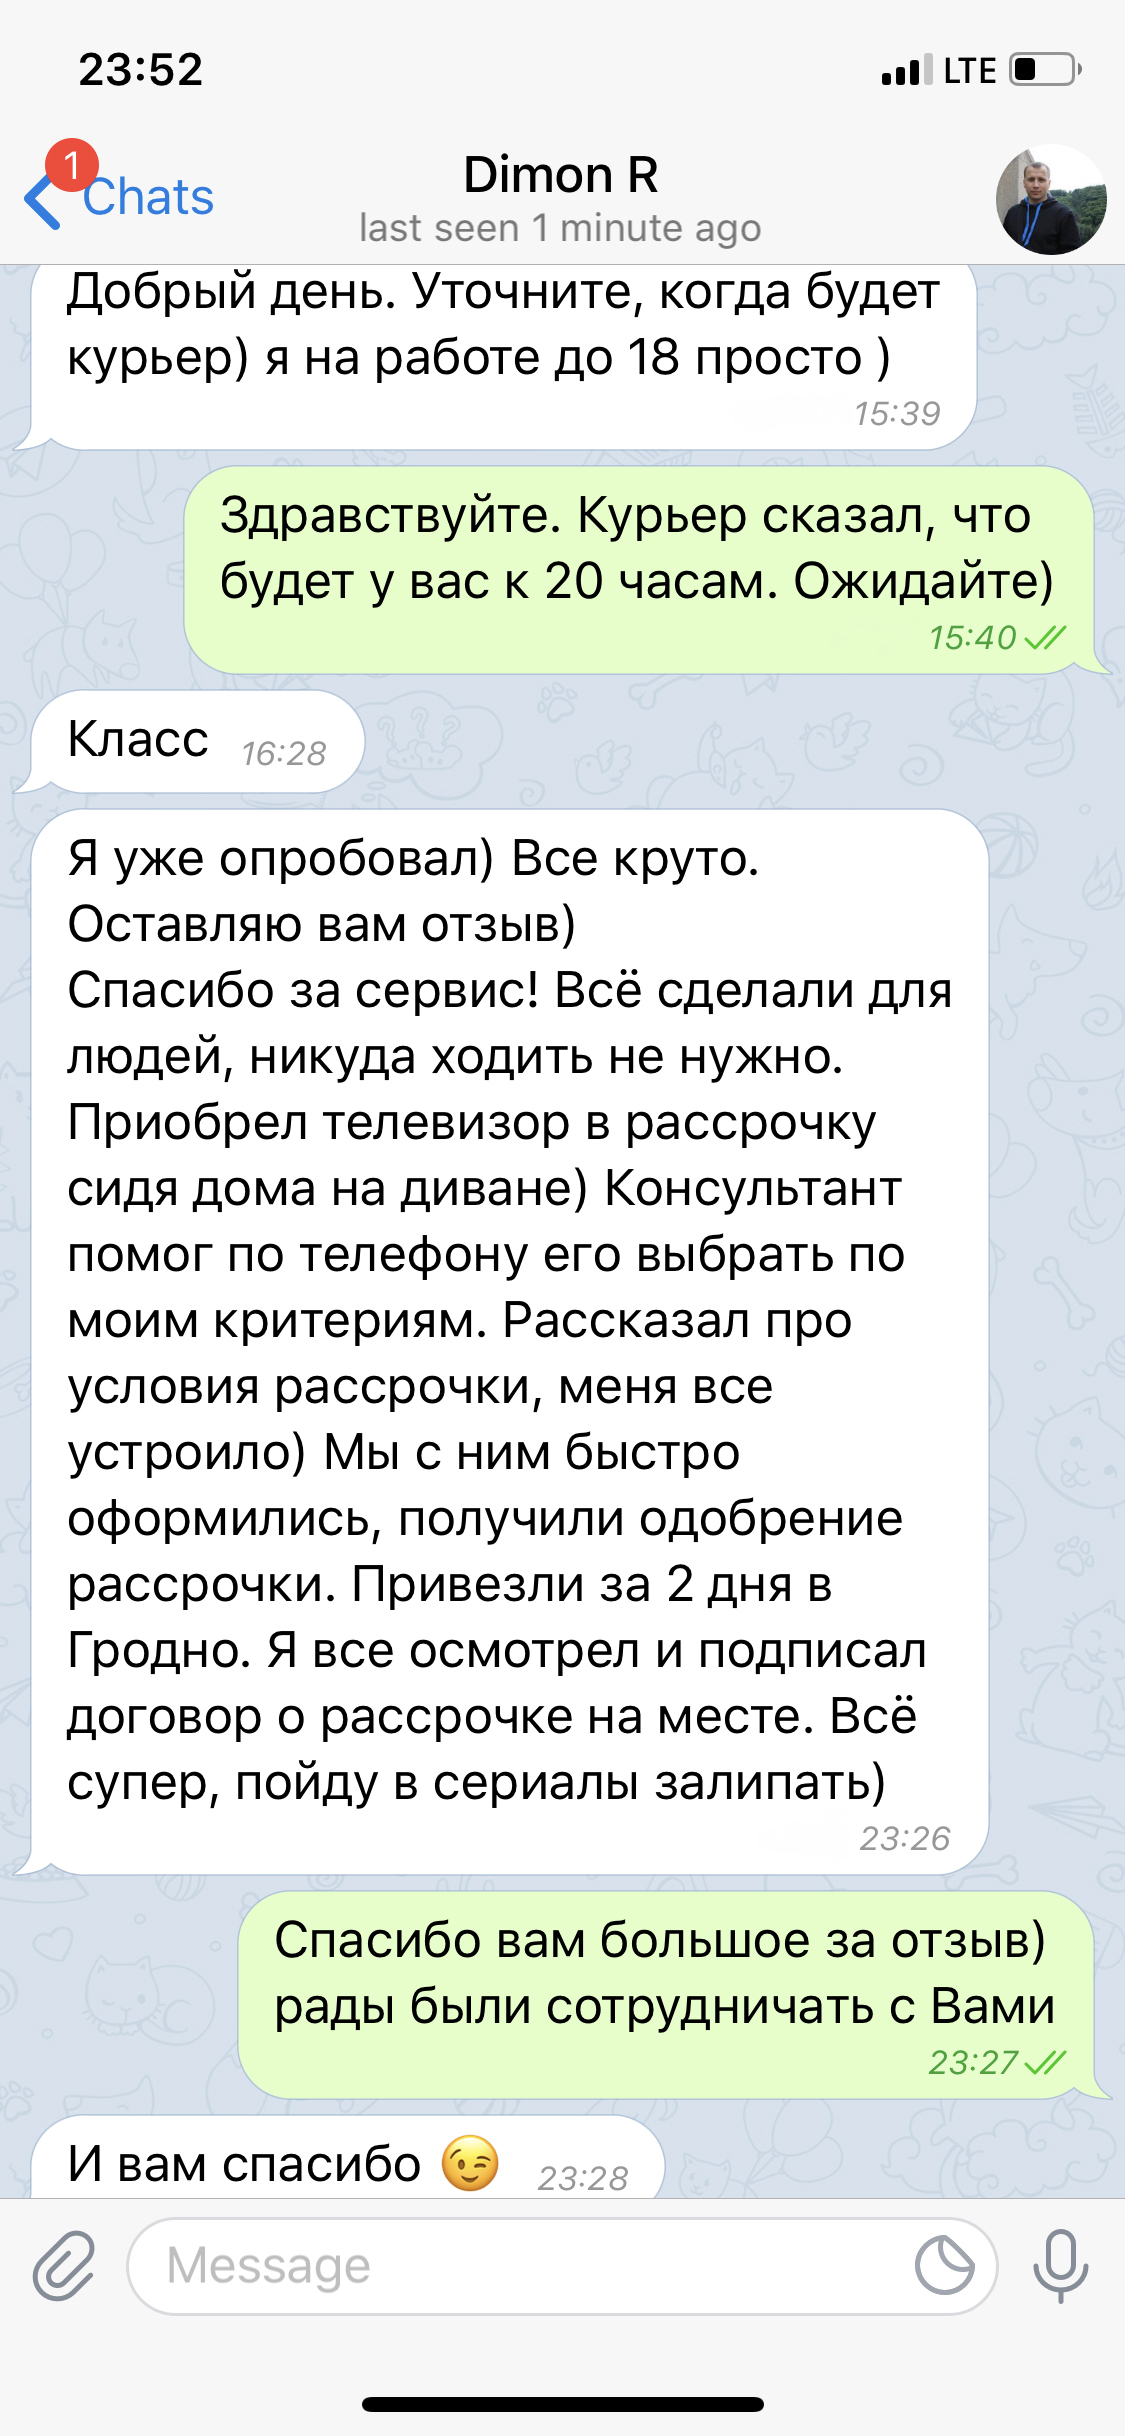 23:52
LTE
1
Chats
Dimon R
last seen 1 minute ago
Добрый день. Уточните, когда будет
курьер) я на работе до 18 просто )
15:39
Здравствуйте. Курьер сказал, что
будет у вас к 20 часам. Ожидайте)
15:40
Класс 16:28
Я уже опробовал) Все круто.
Оставляю вам отзыв)
Спасибо за сервис! Всё сделали для
людей, никуда ходить не нужно.
Приобрел телевизор в рассрочку
сидя дома на диване) Консультант
помог по телефону его выбрать по
моим критериям. Рассказал про
условия рассрочки, меня все
устроило) Мы с ним быстро
оформились, получили одобрение
рассрочки. Привезли за 2 дня в
Гродно. Я все осмотрел и подписал
договор о рассрочке на месте. Всё
супер, пойду в сериалы залипать)
23:26
Спасибо вам большое за отзыв)
рады были сотрудничать с Вами
23:27
И вам спасибо 😉 23:28
Message